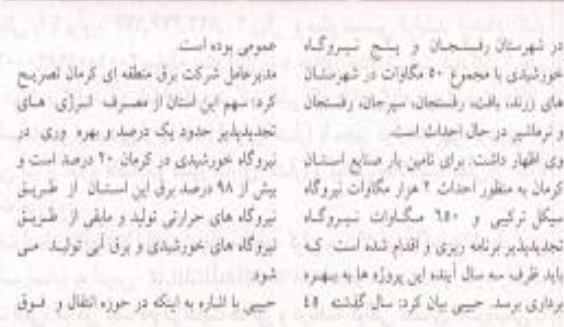 در شهرستان رفسنجان و پنج نیروگاه
خورشیدی با مجموع ۵۰ مگاوات در شهرستان
های (زرند، بافت، رفسنجان، سیرجان، رفسنجان
و نرماشیر در حال احداث است.
وی اظهار داشت: برای تامین بار صنایع استان
کرمان به منظور احداث ۲ هزار مگاوات نیروگاه
سیکل ترکیبی و ٦٥٠ مگاوات نیروگاه
تجدیدپذیر برنامه ریزی و اقدام شده است که
باید ظرف سه سال آینده این پروژه ها به بهره
برداری برسد. حبیبی بیان کرد: سال گذشته ٤٥
عمومی بوده است.
مدیرعامل شرکت برق منطقه ای کرمان تصریح
کرد: سهم این استان از مصرف انرژی های
تجدیدپذیر حدود یک درصد و بهره وری در
نیروگاه خورشیدی در کرمان ۲۰ درصد است و
بیش از ۹۸ درصد برق این استان از طریق
نیروگاه های حرارتی تولید و مابقی از طریق
نیروگاه های خورشیدی و برق آبی تولید می
شود.
حبیبی با اشاره به اینکه در حوزه انتقال و فوق